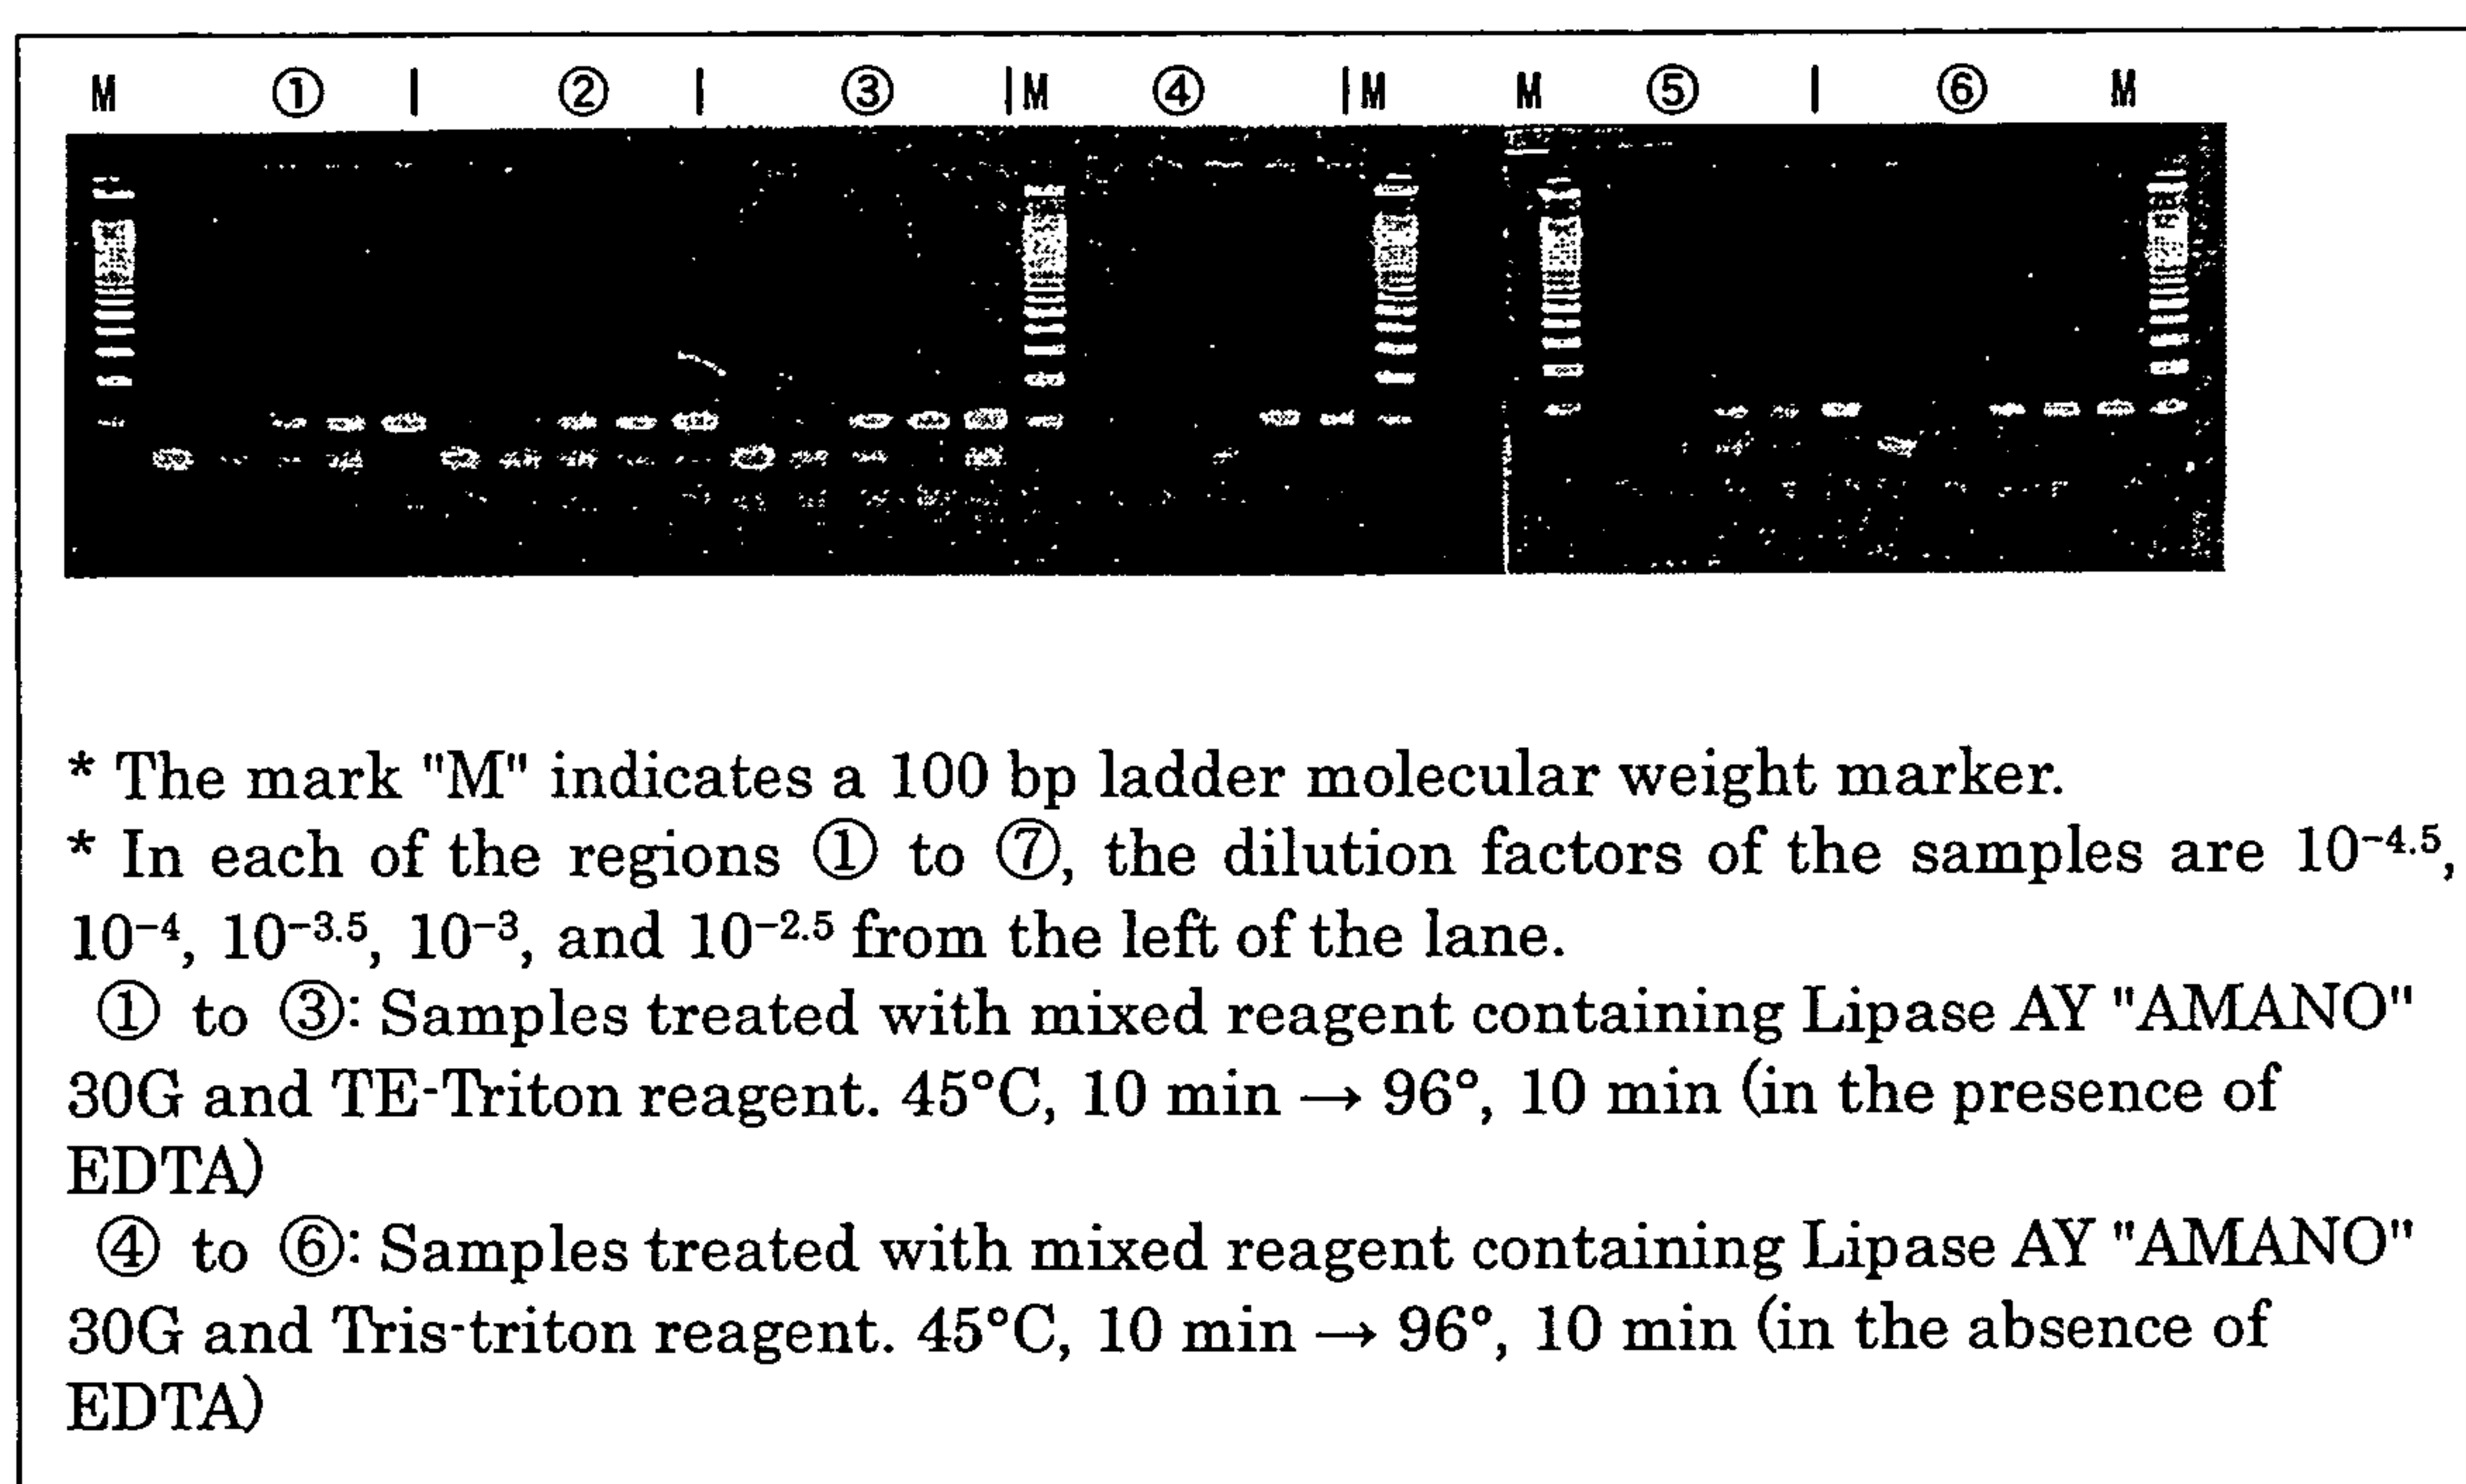 M ① | ② | ③ |M ④ |M M ⑤ | ⑥ M
* The mark "M" indicates a 100 bp ladder molecular weight marker.
* In each of the regions ① to ⑦, the dilution factors of the samples are 10⁻⁴·⁵,
10⁻⁴, 10⁻³·⁵, 10⁻³, and 10⁻²·⁵ from the left of the lane.
① to ③: Samples treated with mixed reagent containing Lipase AY "AMANO"
30G and TE-Triton reagent. 45°C, 10 min → 96°, 10 min (in the presence of
EDTA)
④ to ⑥: Samples treated with mixed reagent containing Lipase AY "AMANO"
30G and Tris-triton reagent. 45°C, 10 min → 96°, 10 min (in the absence of
EDTA)